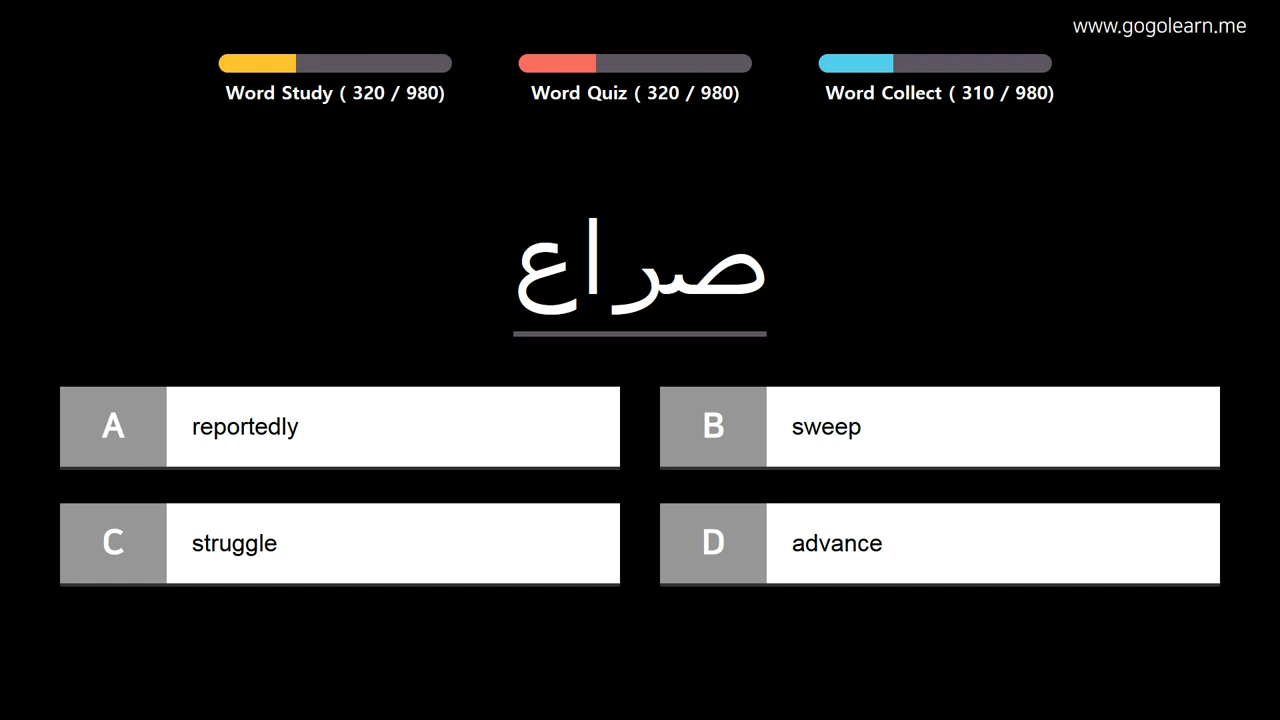 www.gogolearn.me
Word Study ( 320 / 980)
Word Quiz ( 320 / 980)
Word Collect ( 310 / 980)
صراع
A reportedly
B sweep
C struggle
D advance